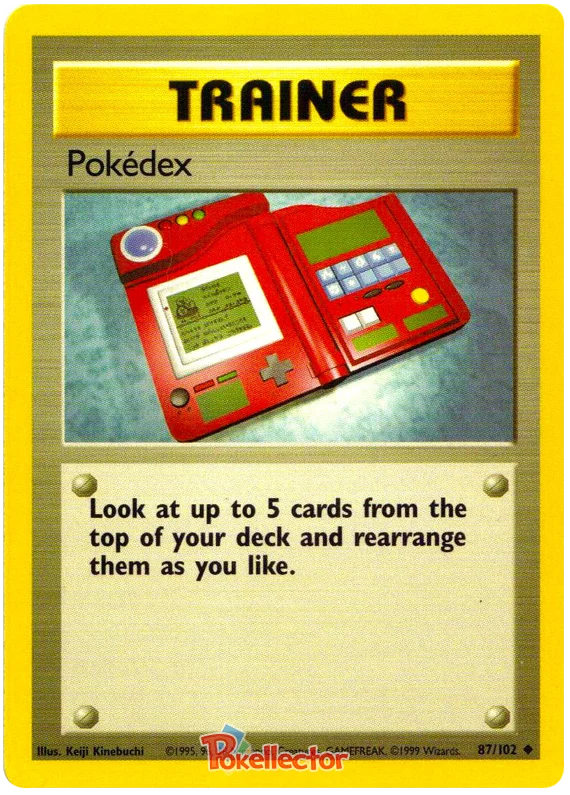 TRAINER
Pokédex
Look at up to 5 cards from the
top of your deck and rearrange
them as you like.
Illus. Keiji Kinebuchi ©1995, GAMEFREAK. ©1999 Wizards. 87/102
Pokellector